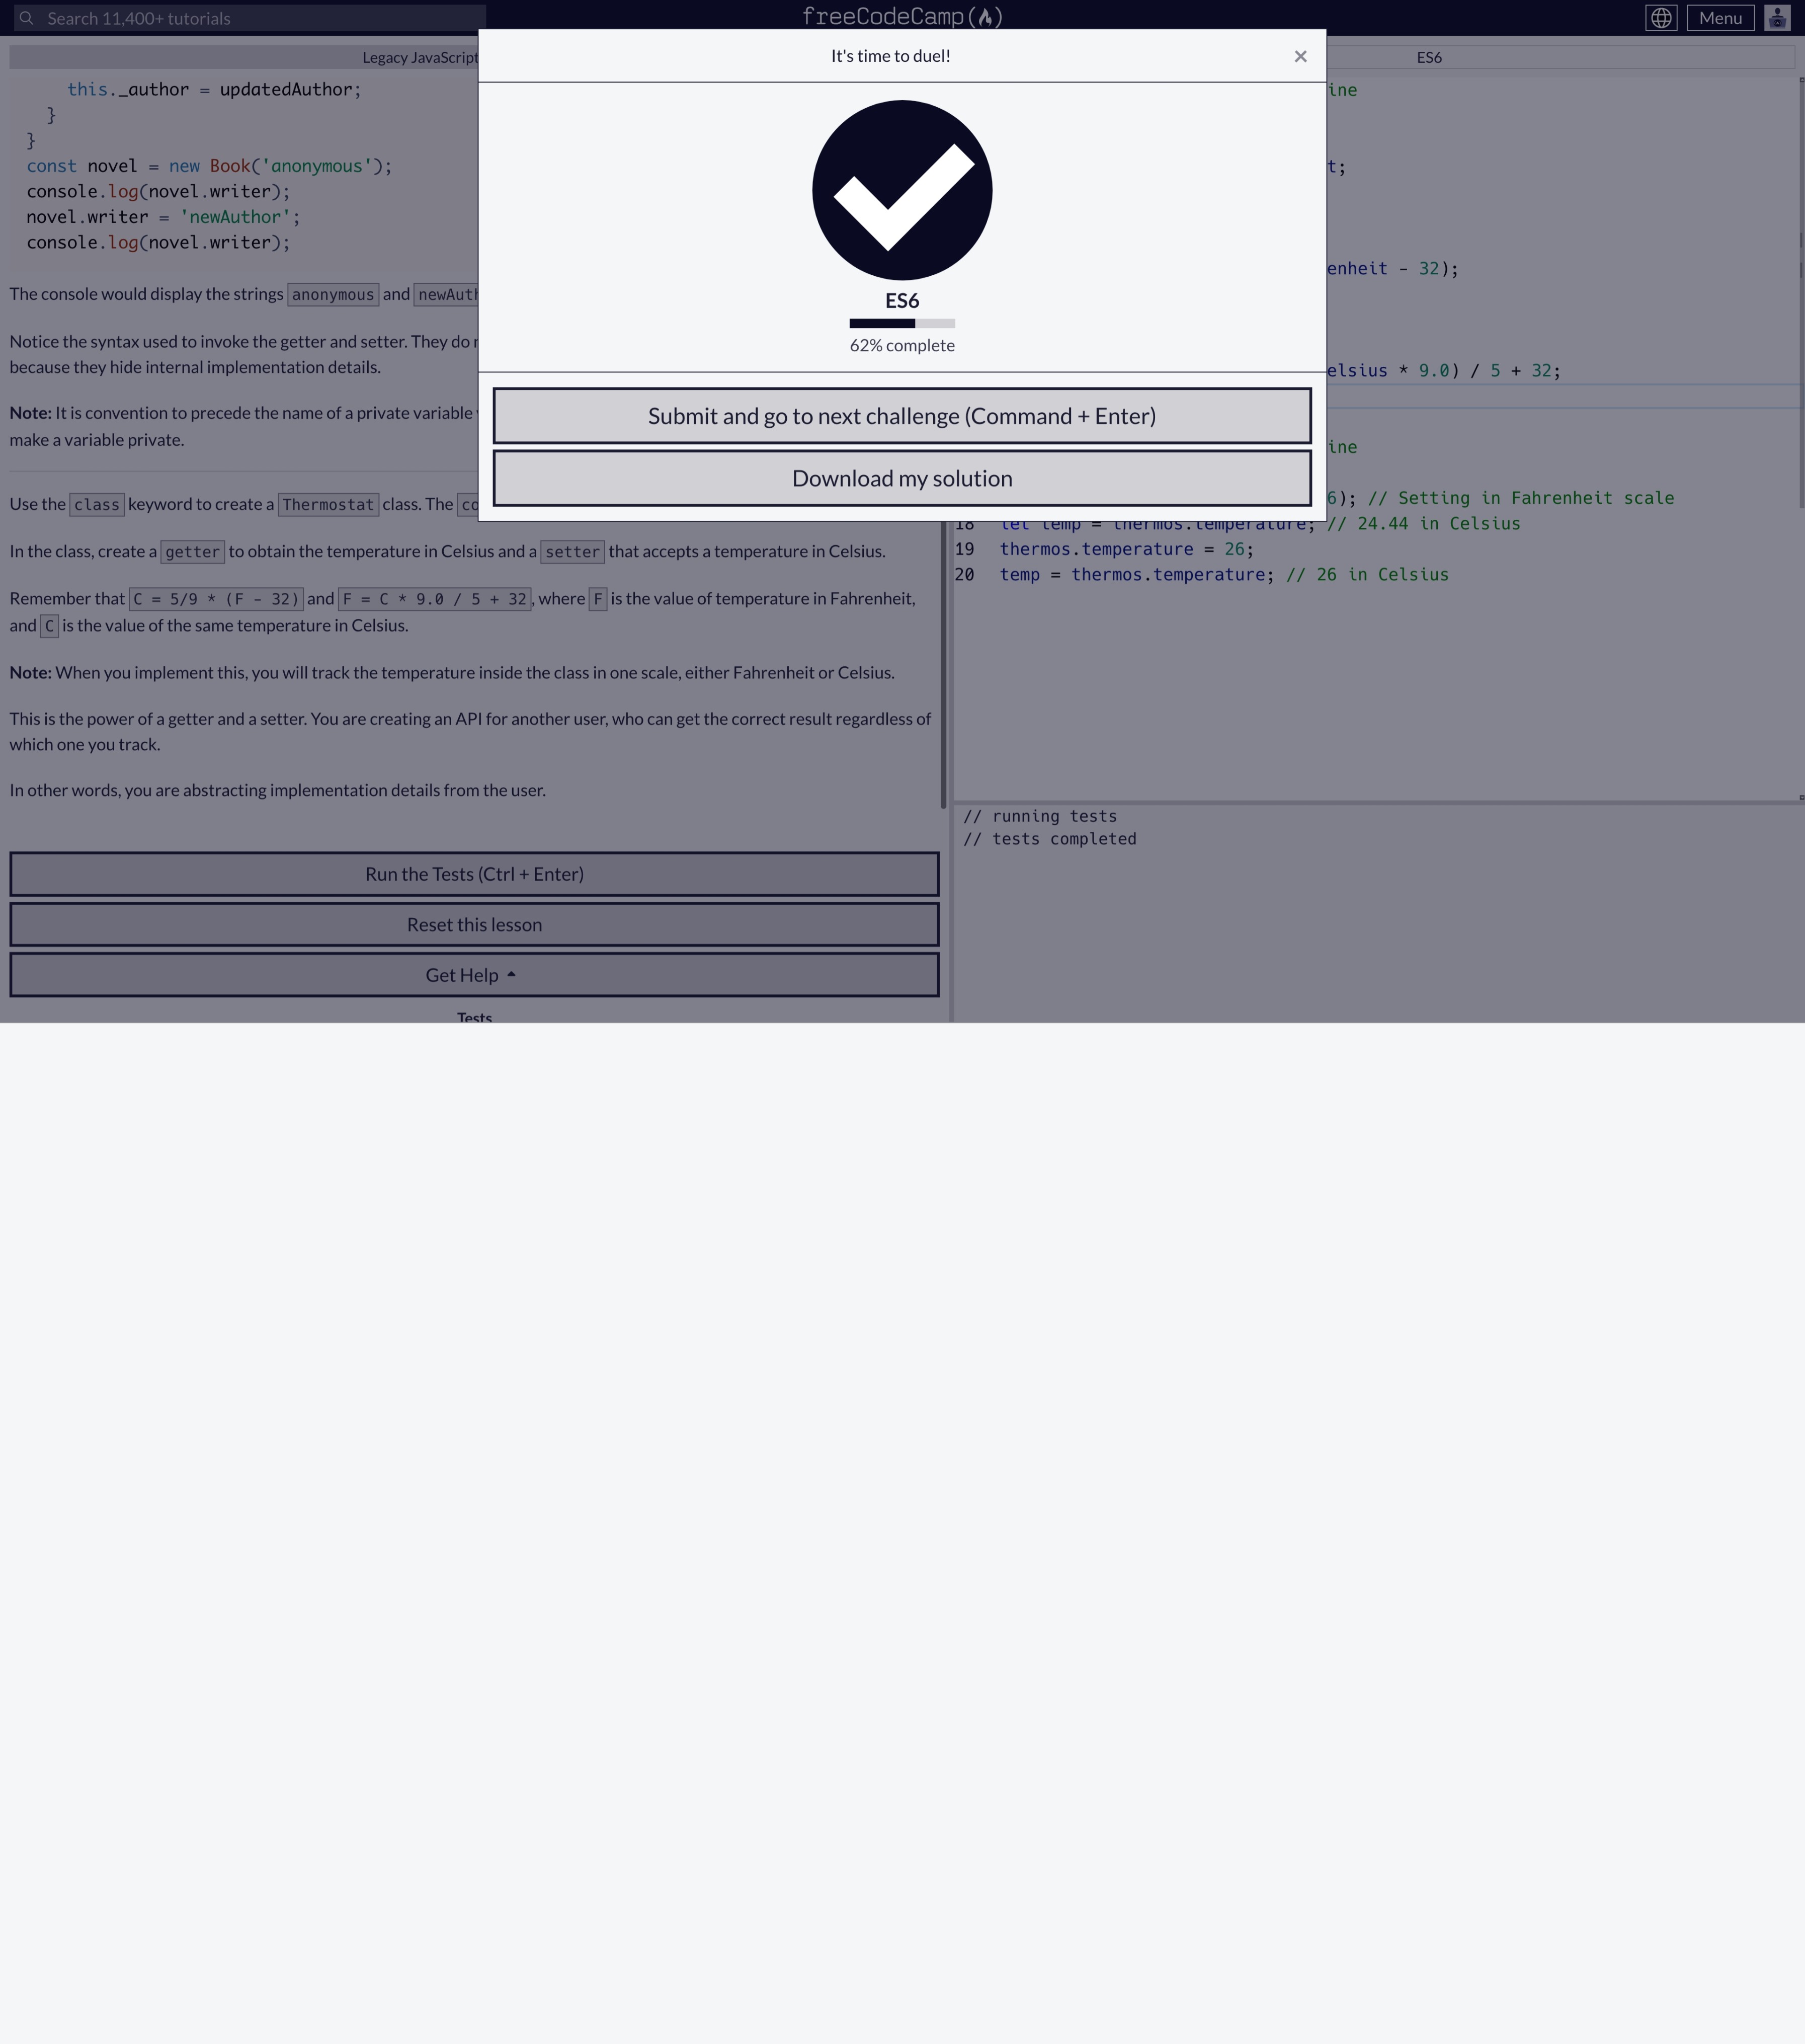 Search 11,400+ tutorials
freeCodeCamp
Menu
Legacy JavaScript
ES6
It's time to duel!
×
ES6
62% complete
Submit and go to next challenge (Command + Enter)
Download my solution
this._author = updatedAuthor;
}
}
const novel = new Book('anonymous');
console.log(novel.writer);
novel.writer = 'newAuthor';
console.log(novel.writer);
The console would display the strings anonymous and
Notice the syntax used to invoke the getter and setter. They do
because they hide internal implementation details.
Note: It is convention to precede the name of a private variable
make a variable private.
Use the class keyword to create a Thermostat class. The
In the class, create a getter to obtain the temperature in Celsius and a setter that accepts a temperature in Celsius.
Remember that C = 5/9 * (F - 32) and F = C * 9.0 / 5 + 32, where F is the value of temperature in Fahrenheit,
and C is the value of the same temperature in Celsius.
Note: When you implement this, you will track the temperature inside the class in one scale, either Fahrenheit or Celsius.
This is the power of a getter and a setter. You are creating an API for another user, who can get the correct result regardless of
which one you track.
In other words, you are abstracting implementation details from the user.
Run the Tests (Ctrl + Enter)
Reset this lesson
Get Help
Tests
ine
t;
enheit - 32);
elsius * 9.0) / 5 + 32;
ine
6); // Setting in Fahrenheit scale
18 let temp = thermos.temperature; // 24.44 in Celsius
19 thermos.temperature = 26;
20 temp = thermos.temperature; // 26 in Celsius
// running tests
// tests completed